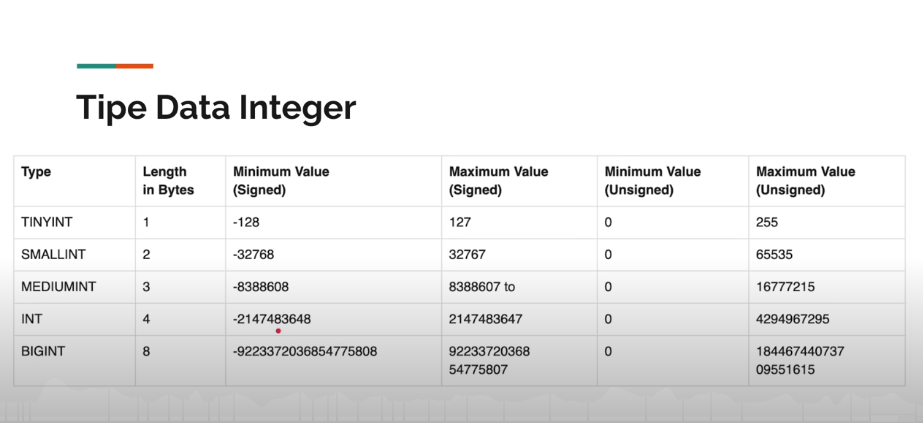 Tipe Data Integer
Type Length in Bytes Minimum Value (Signed) Maximum Value (Signed) Minimum Value (Unsigned) Maximum Value (Unsigned)
TINYINT 1 -128 127 0 255
SMALLINT 2 -32768 32767 0 65535
MEDIUMINT 3 -8388608 8388607 to 0 16777215
INT 4 -2147483648 2147483647 0 4294967295
BIGINT 8 -9223372036854775808 92233720368 54775807 0 184467440737 09551615